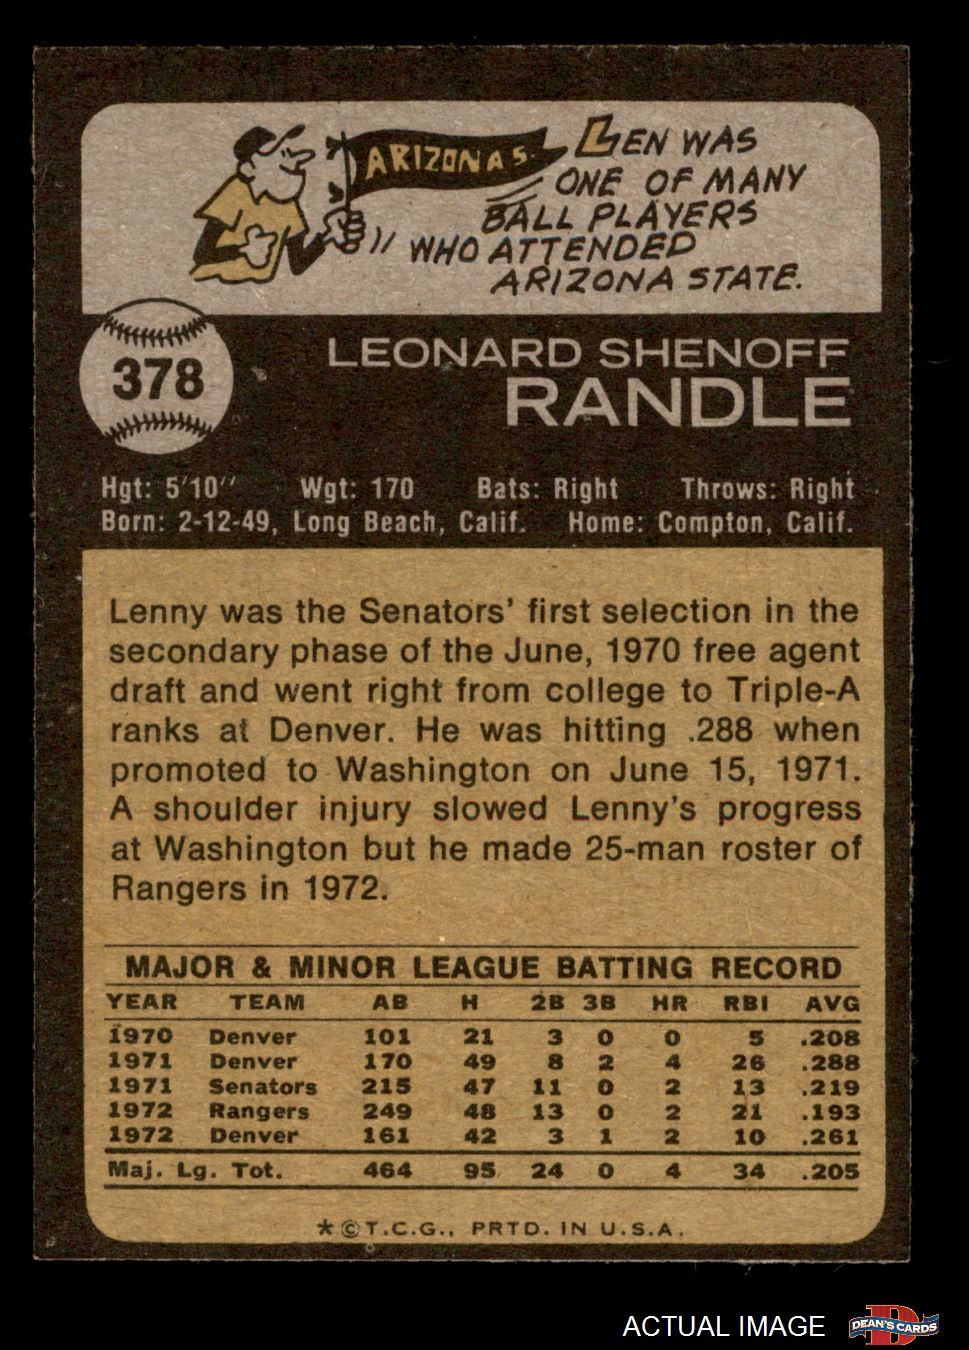 ARIZONA S.
LEN WAS
ONE OF MANY
BALL PLAYERS
WHO ATTENDED
ARIZONA STATE.
378
LEONARD SHENOFF
RANDLE
Hgt: 5'10" Wgt: 170 Bats: Right Throws: Right
Born: 2-12-49, Long Beach, Calif. Home: Compton, Calif.
Lenny was the Senators' first selection in the
secondary phase of the June, 1970 free agent
draft and went right from college to Triple-A
ranks at Denver. He was hitting .288 when
promoted to Washington on June 15, 1971.
A shoulder injury slowed Lenny's progress
at Washington but he made 25-man roster of
Rangers in 1972.
MAJOR & MINOR LEAGUE BATTING RECORD
YEAR TEAM AB H 2B 3B HR RBI AVG
1970 Denver 101 21 3 0 0 5 .208
1971 Denver 170 49 8 2 4 26 .288
1971 Senators 215 47 11 0 2 13 .219
1972 Rangers 249 48 13 0 2 21 .193
1972 Denver 161 42 3 1 2 10 .261
Maj. Lg. Tot. 464 95 24 0 4 34 .205
*©T.C.G., PRTD. IN U.S.A.
ACTUAL IMAGE
D
DEAN'S CARDS